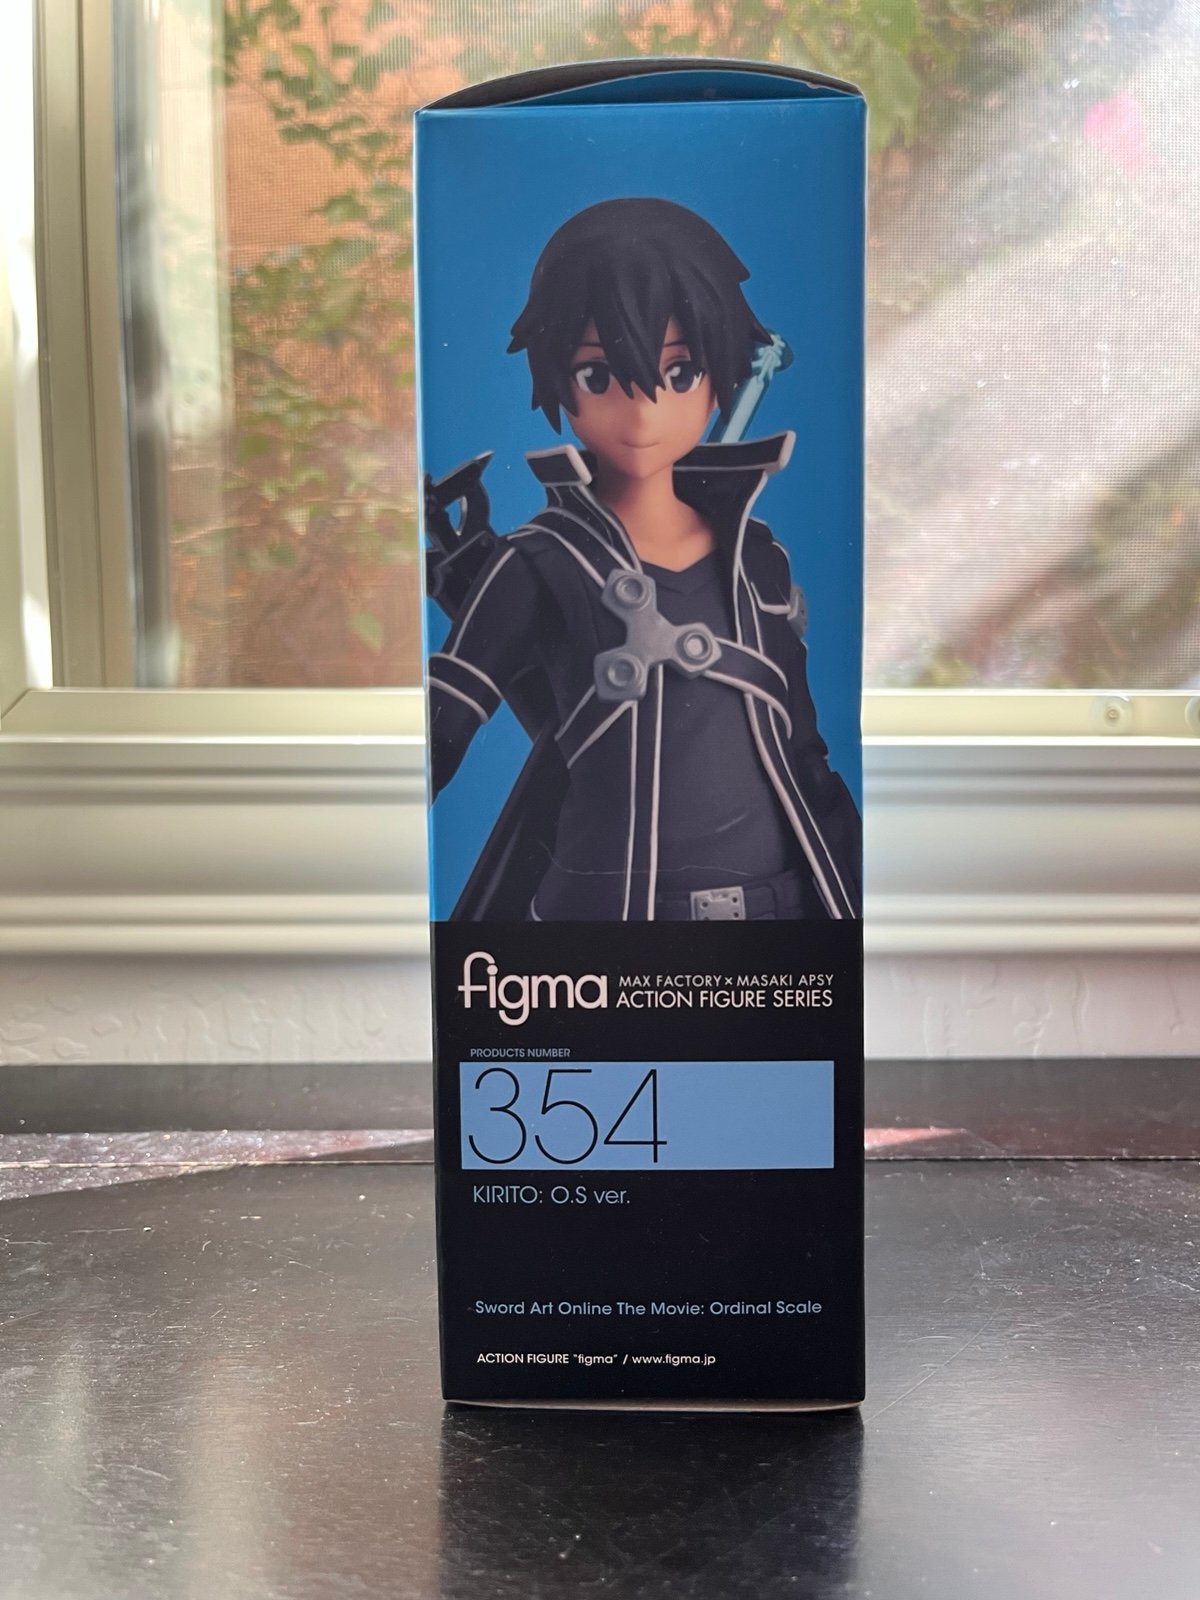 figma
MAX FACTORY × MASAKI APSY
ACTION FIGURE SERIES
PRODUCTS NUMBER
354
KIRITO: O.S ver.
Sword Art Online The Movie: Ordinal Scale
ACTION FIGURE "figma" / www.figma.jp